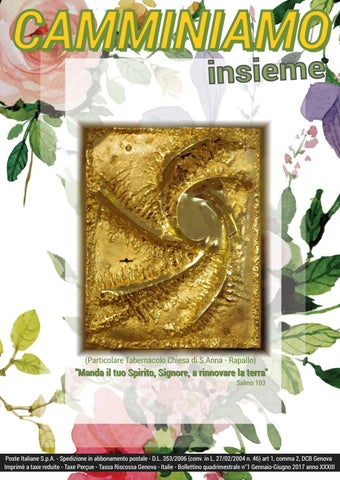 CAMMINIAMO
insieme
(Particolare Tabernacolo Chiesa di S.Anna - Rapallo)
"Manda il tuo Spirito, Signore, a rinnovare la terra"
Salmo 103
Poste Italiane S.p.A. - Spedizione in abbonamento postale - D.L. 353/2006 (conv. in L. 27/02/2004 n. 46) art 1, comma 2, DCB Genova
Imprimè a taxe reduite - Taxe Perçue - Tassa Riscossa Genova - Italie - Bollettino quadrimestrale n°1 Gennaio-Giugno 2017 anno XXXIII